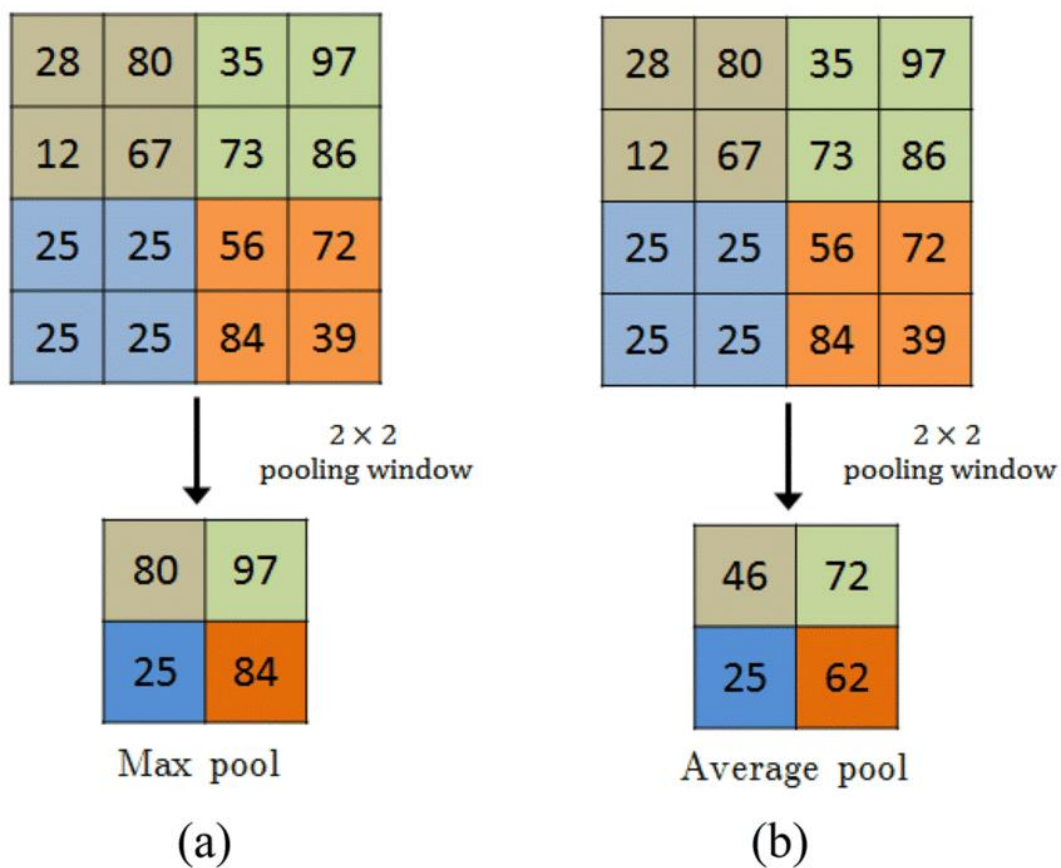 28 80 35 97
12 67 73 86
25 25 56 72
25 25 84 39
2 × 2
pooling window
80 97
25 84
Max pool
(a)
28 80 35 97
12 67 73 86
25 25 56 72
25 25 84 39
2 × 2
pooling window
46 72
25 62
Average pool
(b)